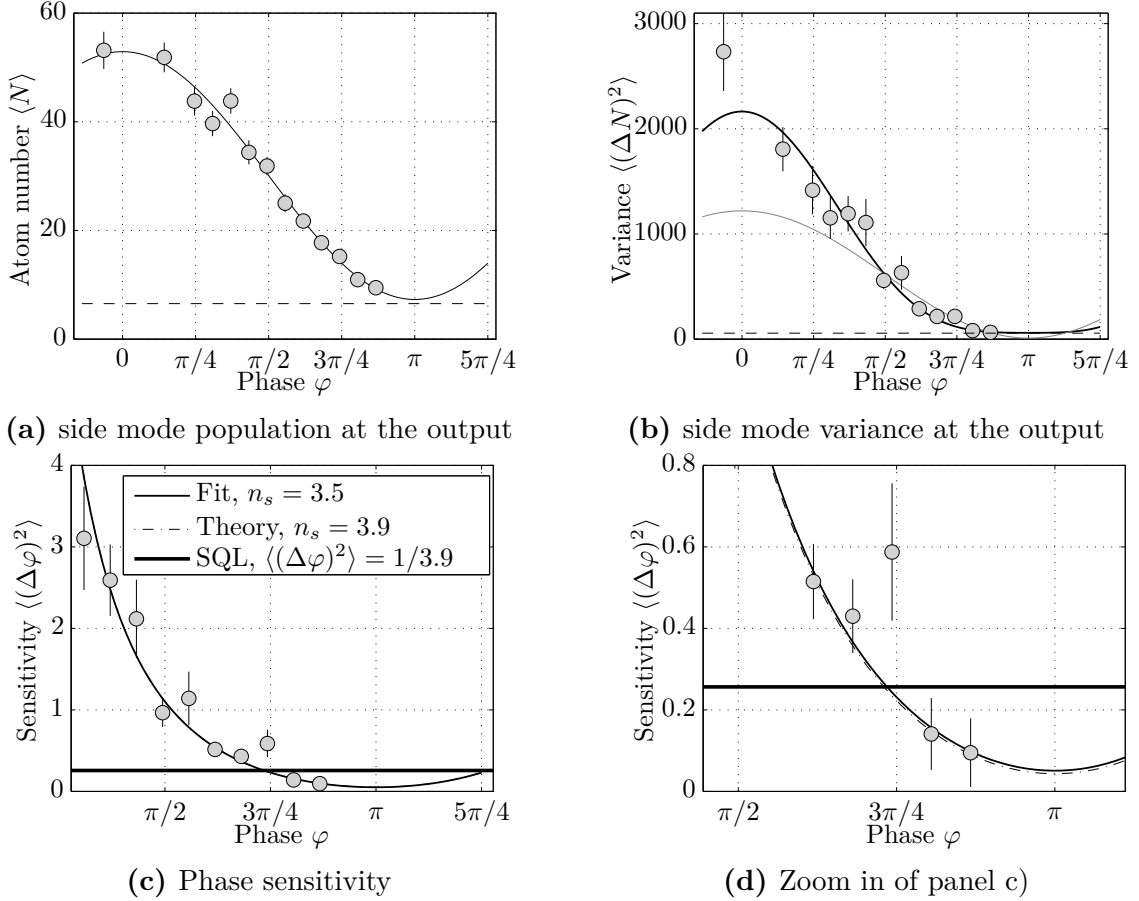 60
40
20
0
Atom number ⟨N⟩
0 π/4 π/2 3π/4 π 5π/4
Phase φ
(a) side mode population at the output
3000
2000
1000
0
Variance ⟨(ΔN)²⟩
0 π/4 π/2 3π/4 π 5π/4
Phase φ
(b) side mode variance at the output
4
3
2
1
0
Sensitivity ⟨(Δφ)²⟩
Fit, nₛ = 3.5
Theory, nₛ = 3.9
SQL, ⟨(Δφ)²⟩ = 1/3.9
π/2 3π/4 π 5π/4
Phase φ
(c) Phase sensitivity
0.8
0.6
0.4
0.2
0
Sensitivity ⟨(Δφ)²⟩
π/2 3π/4 π
Phase φ
(d) Zoom in of panel c)